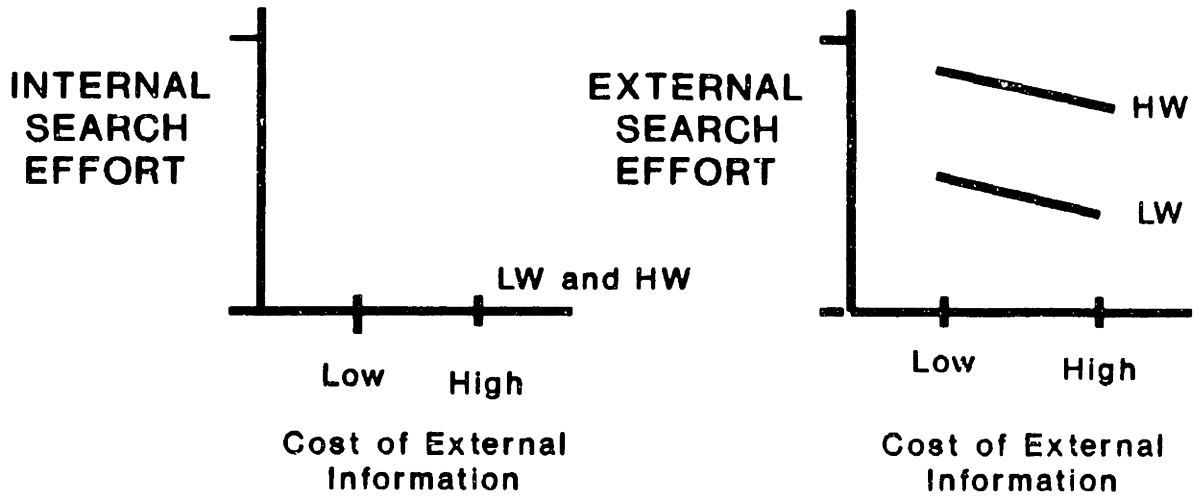 INTERNAL
SEARCH
EFFORT
LW and HW
Low
High
Cost of External
Information
EXTERNAL
SEARCH
EFFORT
HW
LW
Low
High
Cost of External
Information